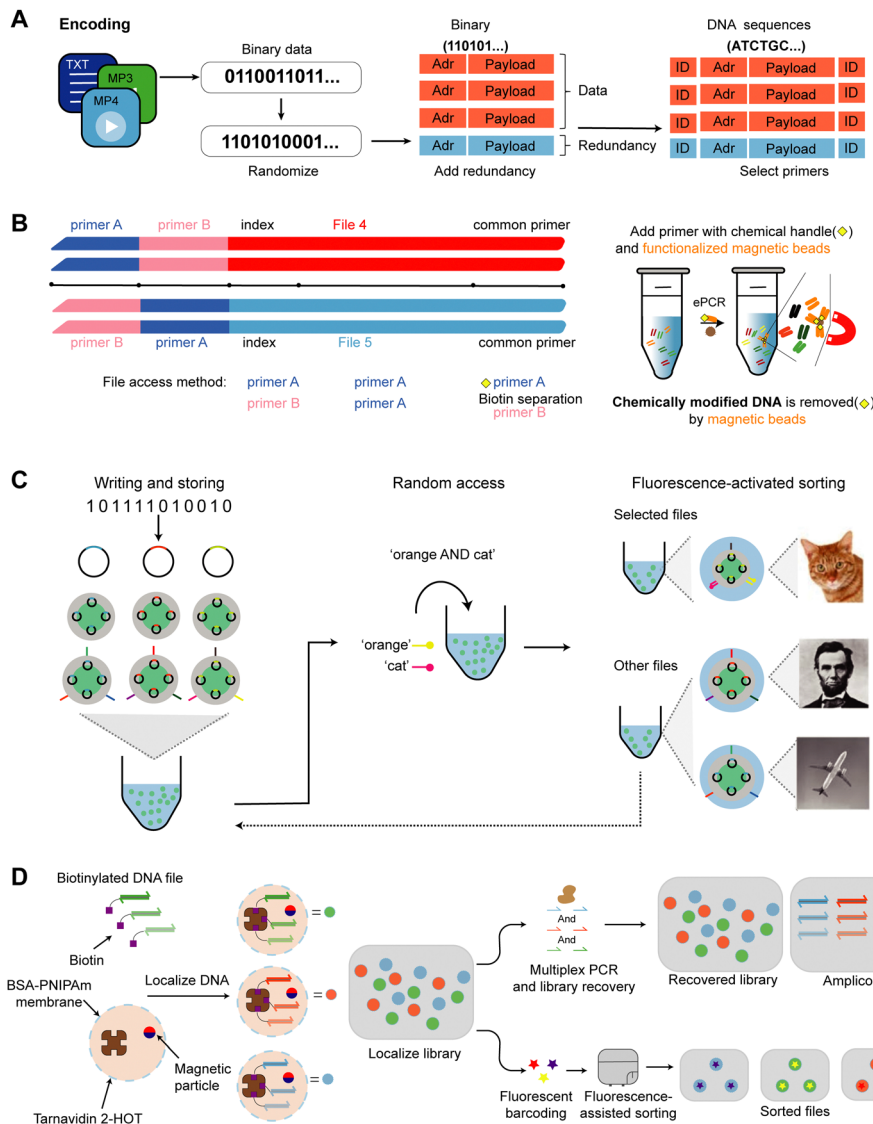 A
Encoding
TXT
MP3
MP4
Binary data
0110011011...
1101010001...
Randomize
Binary
(110101...)
Adr Payload
Adr Payload
Adr Payload
Adr Payload
Data
Redundancy
Add redundancy
DNA sequences
(ATCTGC...)
ID Adr Payload ID
ID Adr Payload ID
ID Adr Payload ID
ID Adr Payload ID
Select primers
B
primer A primer B index File 4 common primer
primer B primer A index File 5 common primer
File access method: primer A primer A primer A
primer B primer A Biotin separation
primer B
Add primer with chemical handle( )
and functionalized magnetic beads
ePCR
Chemically modified DNA is removed( )
by magnetic beads
C
Writing and storing
101111010010
Random access
'orange AND cat'
'orange'
'cat'
Fluorescence-activated sorting
Selected files
Other files
D
Biotinylated DNA file
Biotin
BSA-PNIPAm
membrane
Localize DNA
Magnetic
particle
Tarnavidin 2-HOT
=
=
=
Localize library
And
And
Multiplex PCR
and library recovery
Recovered library
Amplico
Fluorescent
barcoding
Fluorescence-
assisted sorting
Sorted files